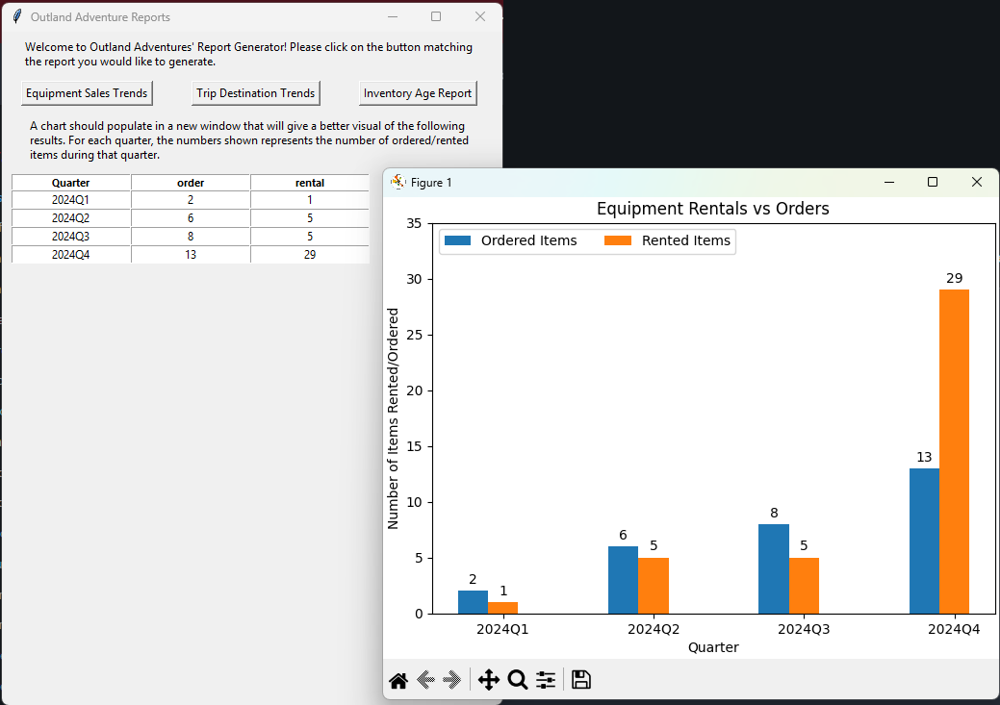 Outland Adventure Reports
Welcome to Outland Adventures' Report Generator! Please click on the button matching
the report you would like to generate.
Equipment Sales Trends
Trip Destination Trends
Inventory Age Report
A chart should populate in a new window that will give a better visual of the following
results. For each quarter, the numbers shown represents the number of ordered/rented
items during that quarter.
Quarter order rental
2024Q1 2 1
2024Q2 6 5
2024Q3 8 5
2024Q4 13 29
Figure 1
Equipment Rentals vs Orders
Ordered Items
Rented Items
Number of Items Rented/Ordered
35
30
25
20
15
10
5
0
2
1
6
5
8
5
13
29
2024Q1
2024Q2
2024Q3
2024Q4
Quarter